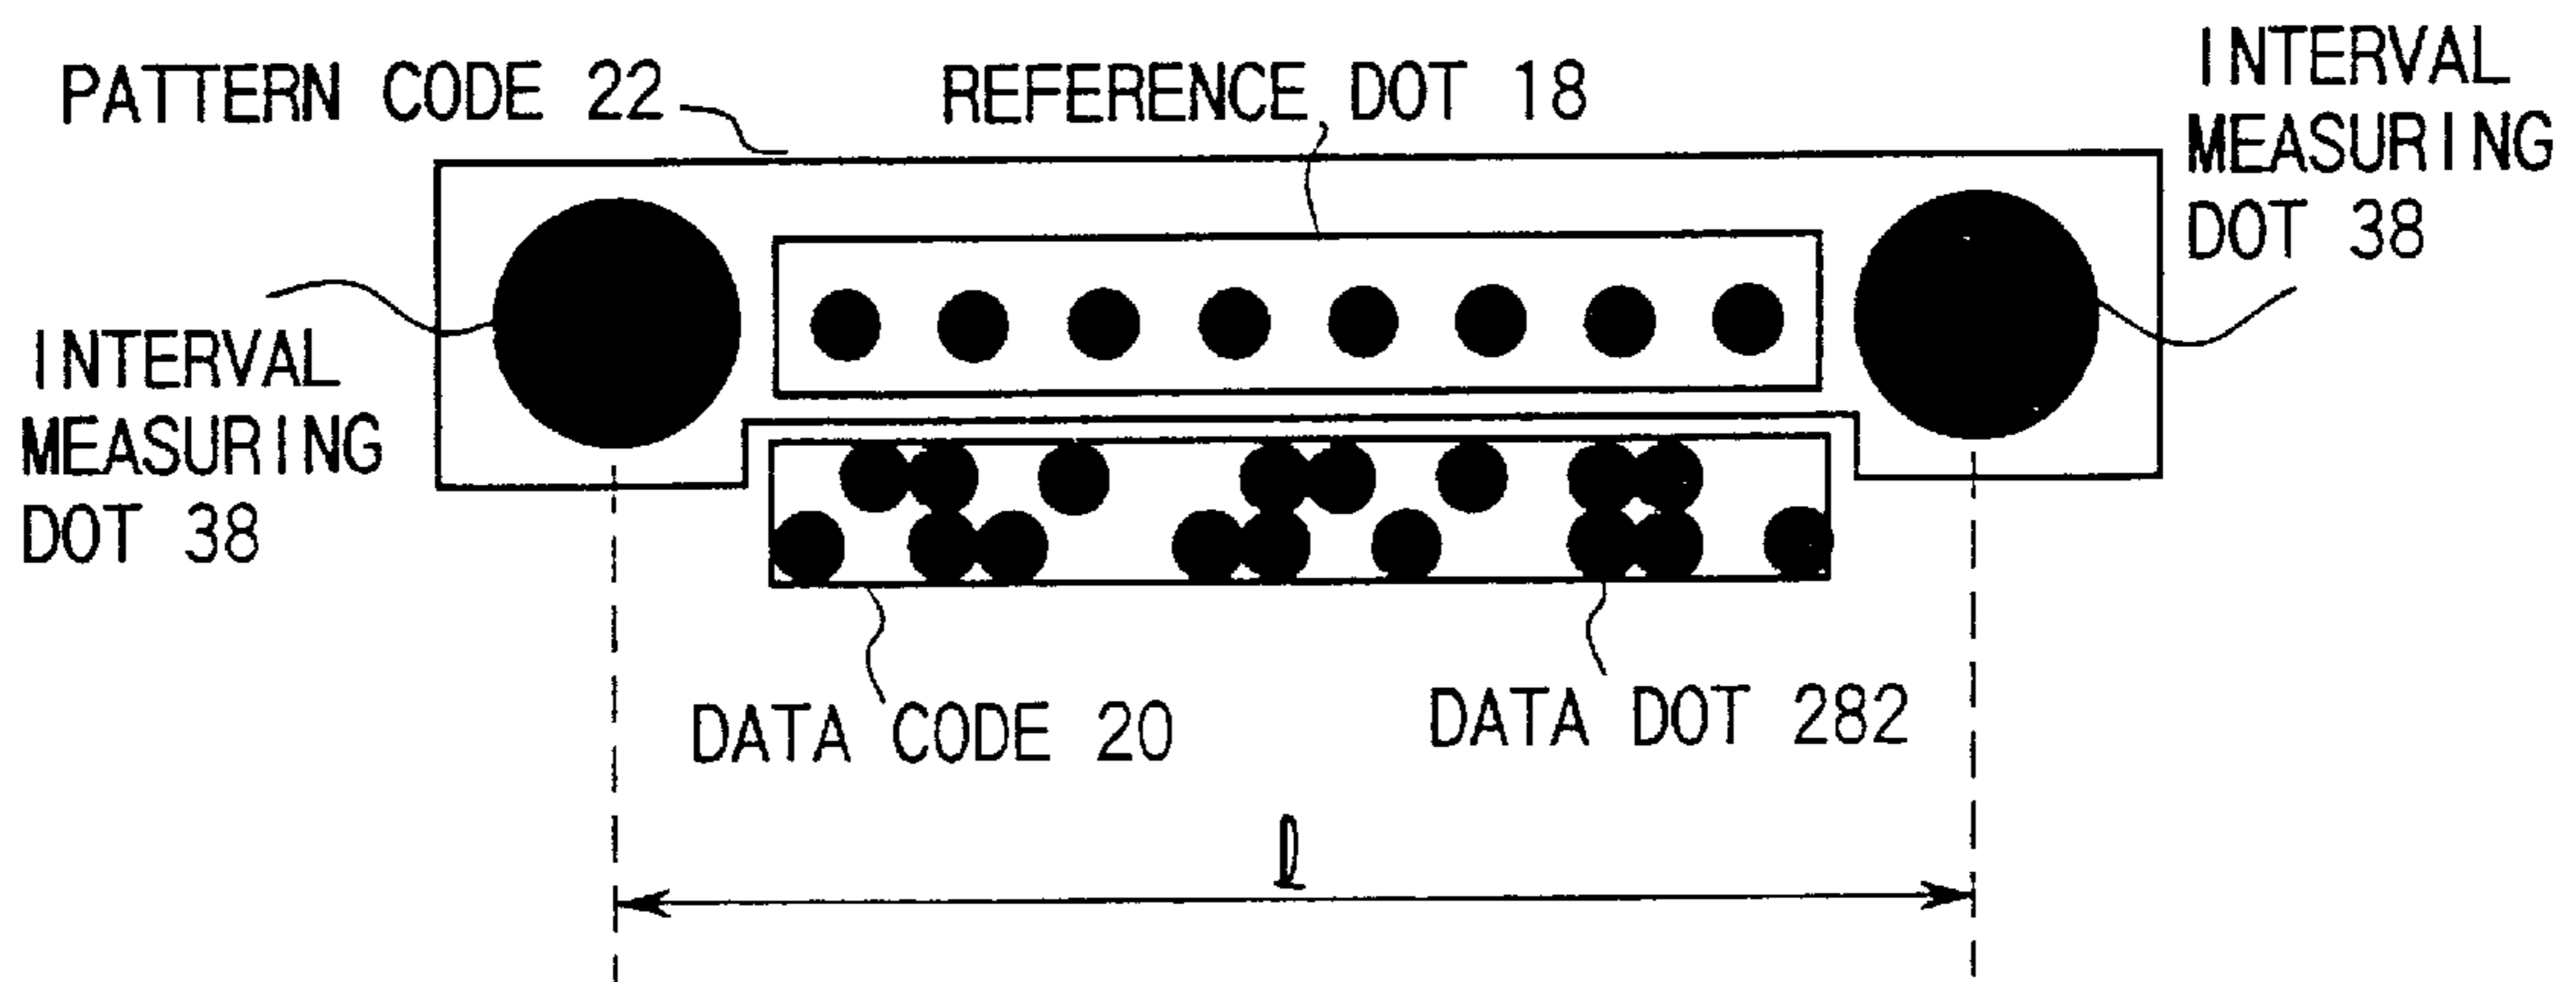 PATTERN CODE 22
REFERENCE DOT 18
INTERVAL
MEASURING
DOT 38
INTERVAL
MEASURING
DOT 38
DATA CODE 20
DATA DOT 282
ℓ